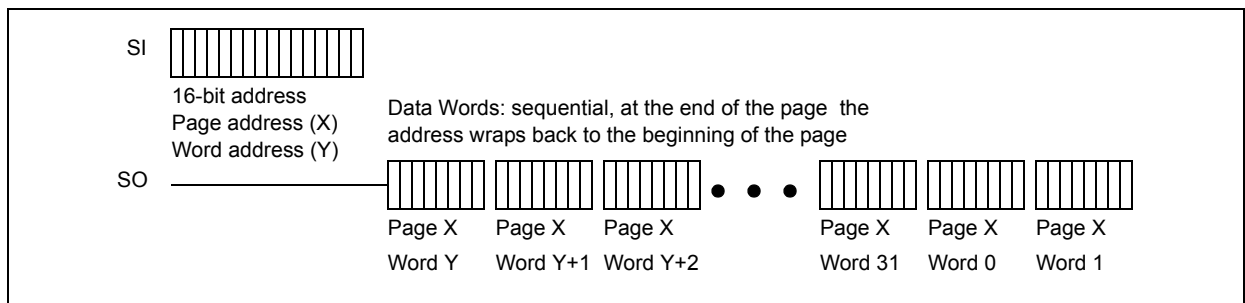 SI
16-bit address
Page address (X)
Word address (Y)
Data Words: sequential, at the end of the page the
address wraps back to the beginning of the page
SO
Page X Page X Page X Page X Page X Page X
Word Y Word Y+1 Word Y+2 Word 31 Word 0 Word 1